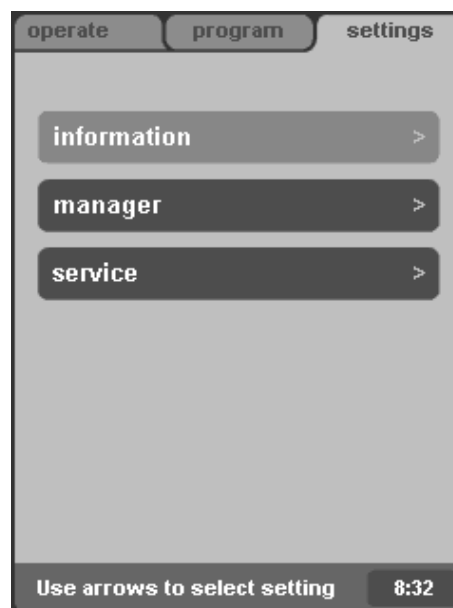 operate program settings
information >
manager >
service >
Use arrows to select setting 8:32